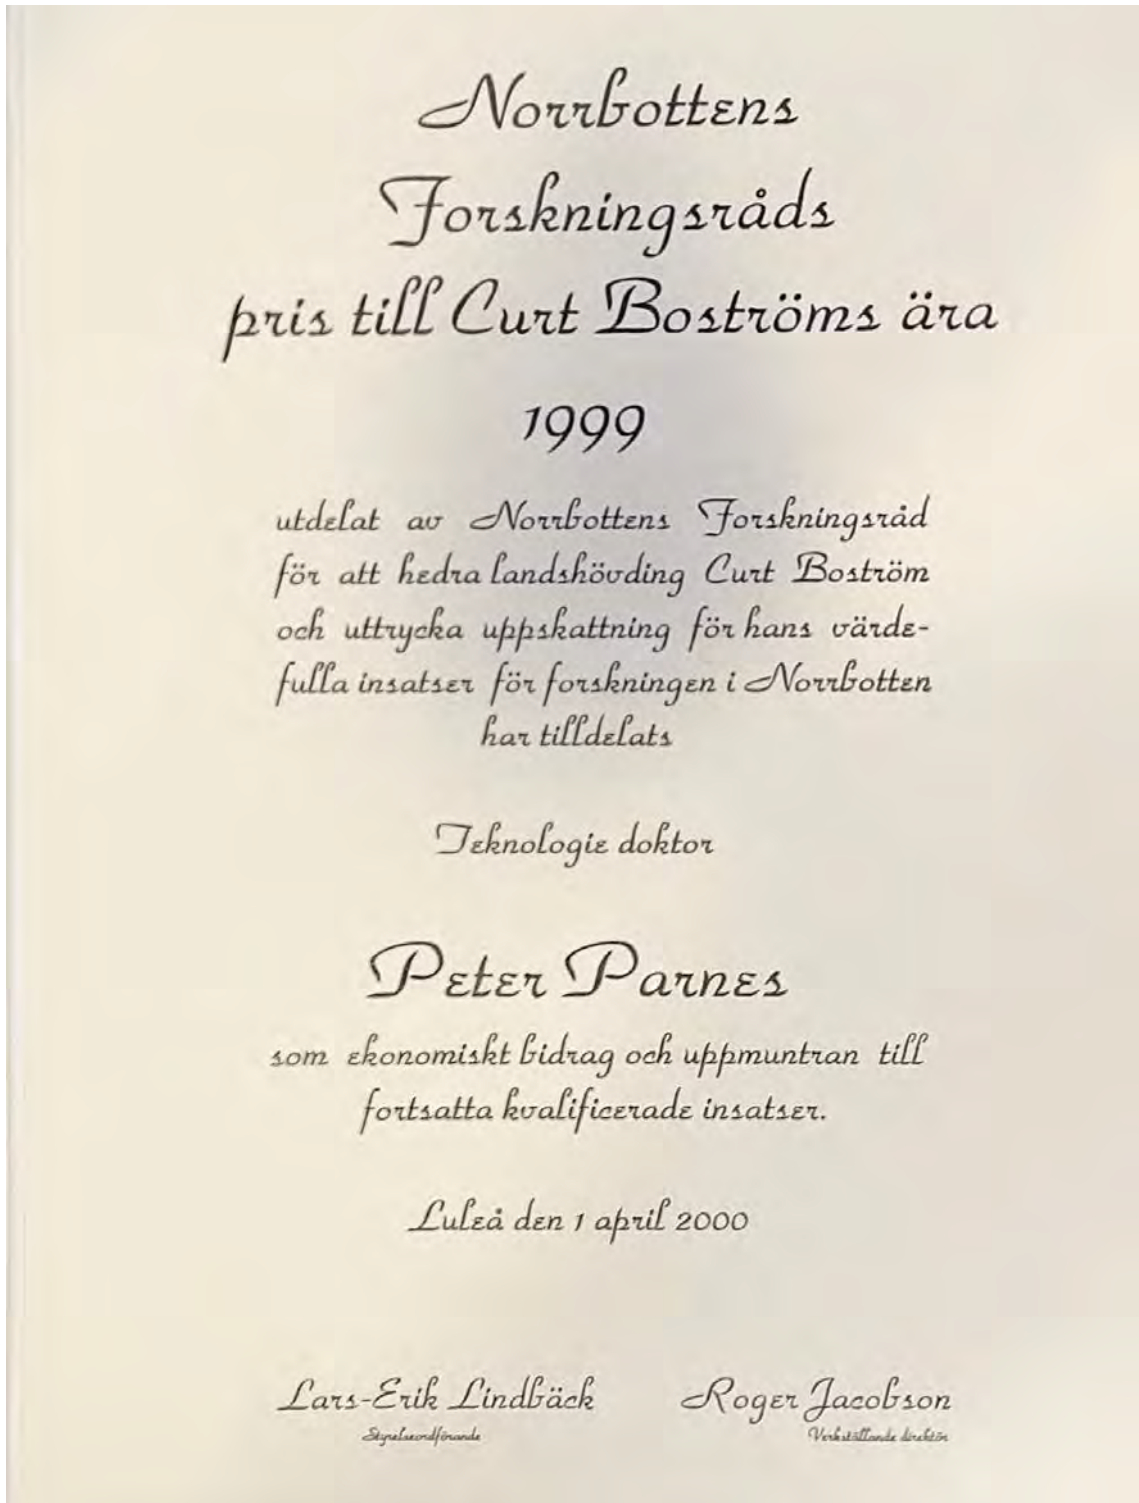 Norrbottens
Forskningsråds
pris till Curt Boströms ära
1999
utdelat av Norrbottens Forskningsråd
för att hedra landshövding Curt Boström
och uttrycka uppskattning för hans värde-
fulla insatser för forskningen i Norrbotten
har tilldelats
Teknologie doktor
Peter Parnes
som ekonomiskt bidrag och uppmuntran till
fortsatta kvalificerade insatser.
Luleå den 1 april 2000
Lars-Erik Lindbäck Roger Jacobson
Styrelseordförande Verkställande direktör